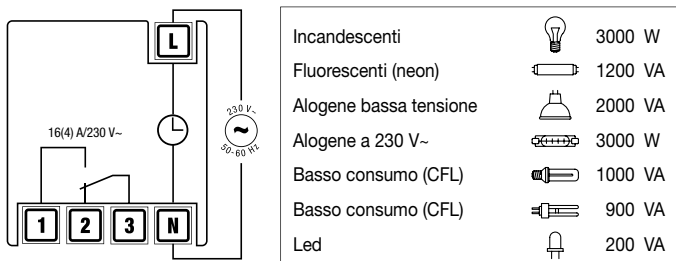 L
16(4) A/230 V~
230 V~
~
50-60 Hz
1 2 3 N
Incandescenti 3000 W
Fluorescenti (neon) 1200 VA
Alogene bassa tensione 2000 VA
Alogene a 230 V~ 3000 W
Basso consumo (CFL) 1000 VA
Basso consumo (CFL) 900 VA
Led 200 VA